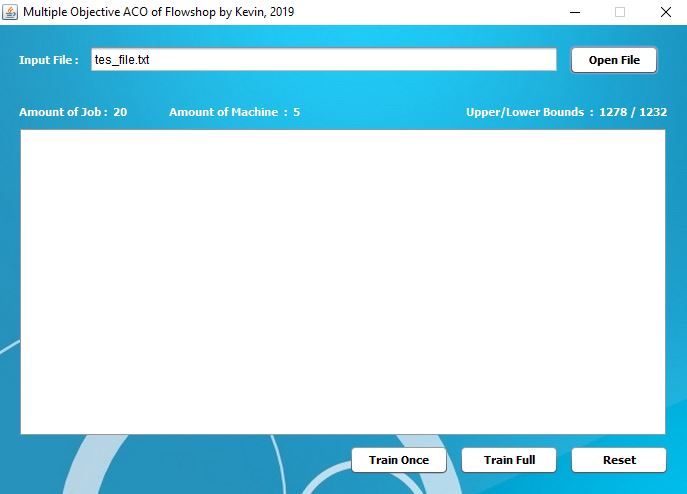 Multiple Objective ACO of Flowshop by Kevin, 2019
Input File : tes_file.txt Open File
Amount of Job : 20 Amount of Machine : 5 Upper/Lower Bounds : 1278 / 1232
Train Once Train Full Reset